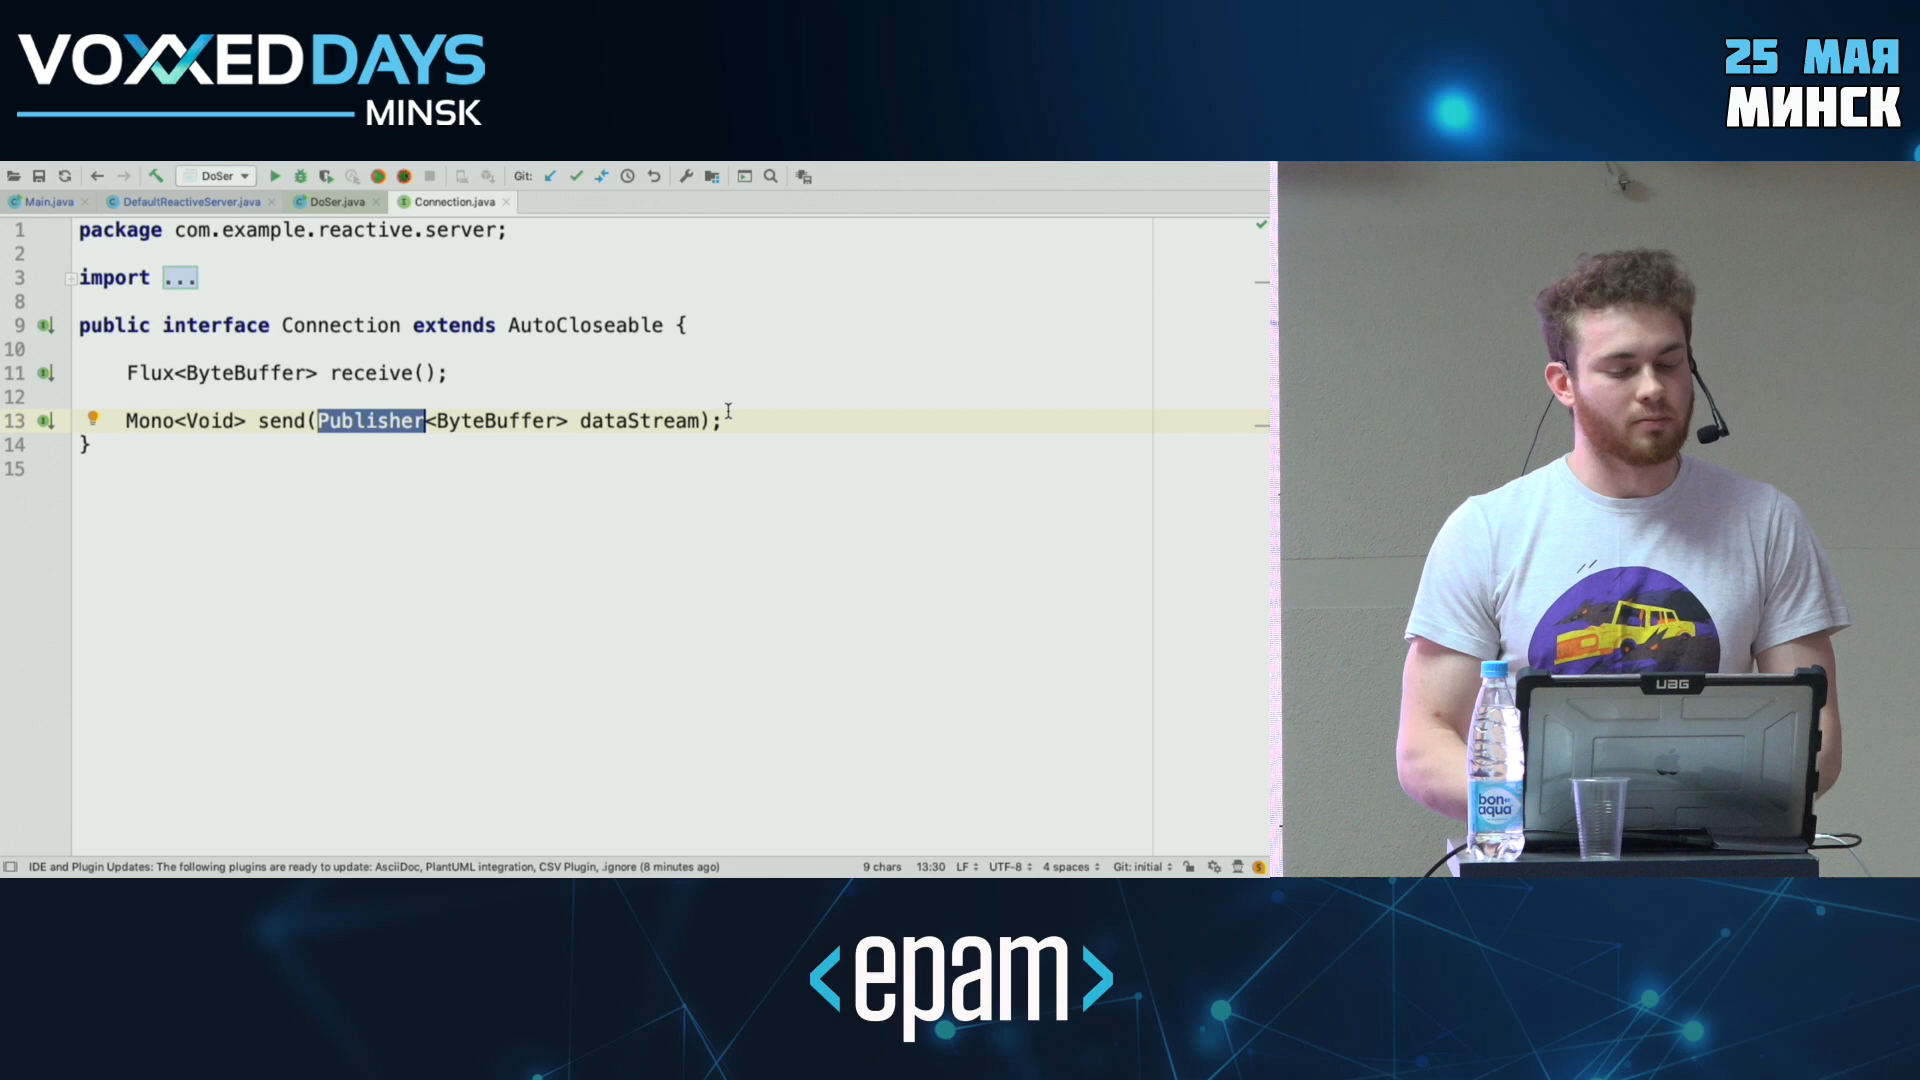 VOXXEDDAYS
MINSK
25 МАЯ
МИНСК
DoSer
Git:
Main.java
DefaultReactiveServer.java
DoSer.java
Connection.java
1 package com.example.reactive.server;
2
3 import ...
8
9 public interface Connection extends AutoCloseable {
10
11 Flux<ByteBuffer> receive();
12
13 Mono<Void> send(Publisher<ByteBuffer> dataStream);
14 }
15
IDE and Plugin Updates: The following plugins are ready to update: AsciiDoc, PlantUML integration, CSV Plugin, .ignore (8 minutes ago)
9 chars 13:30 LF UTF-8 4 spaces Git: initial
UAG
bon
aqua
<epam>